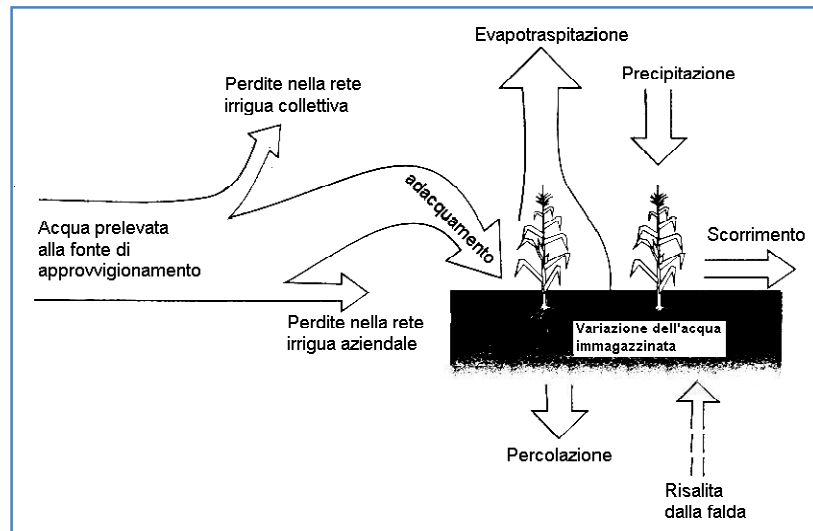 Evapotraspitazione
Precipitazione
Perdite nella rete
irrigua collettiva
adacquamento
Acqua prelevata
alla fonte di
approvvigionamento
Scorrimento
Perdite nella rete
irrigua aziendale
Variazione dell'acqua
immagazzinata
Percolazione
Risalita
dalla falda